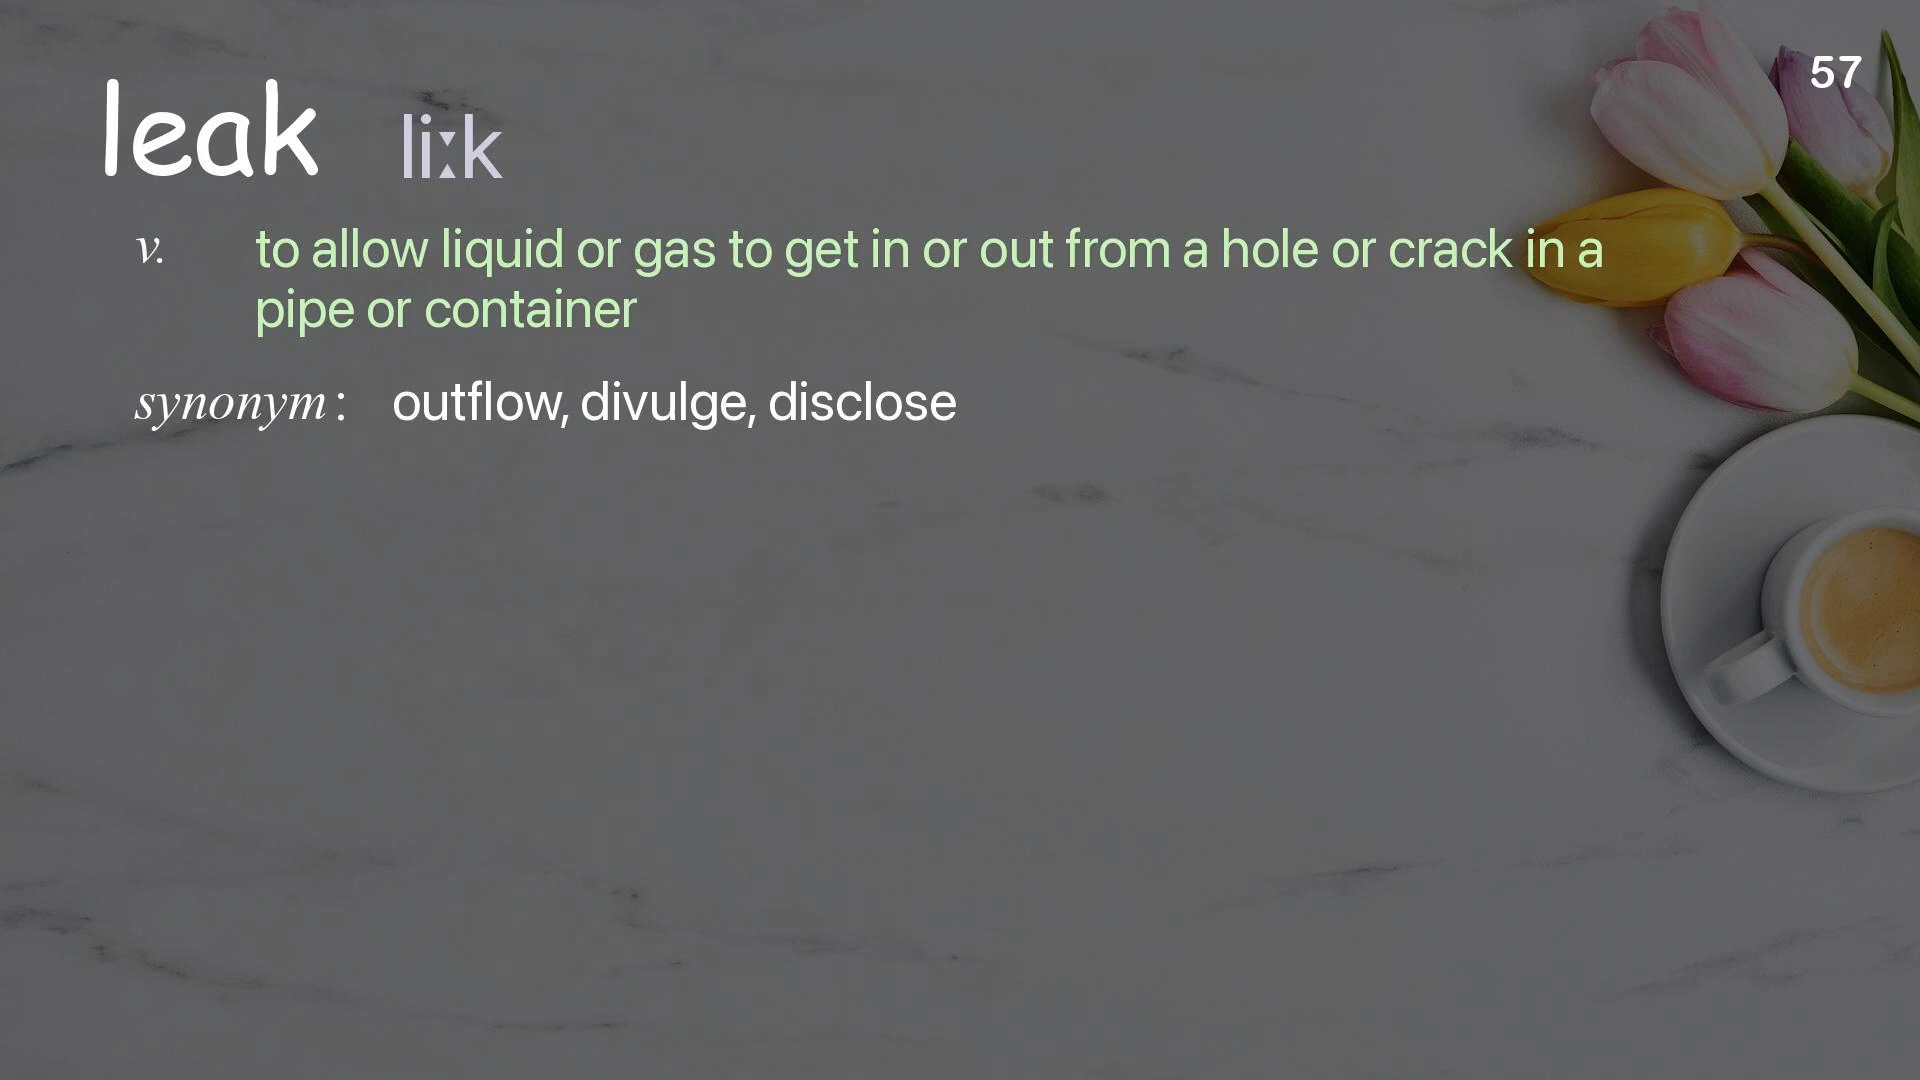 57
leak liːk
v. to allow liquid or gas to get in or out from a hole or crack in a
pipe or container
synonym : outflow, divulge, disclose